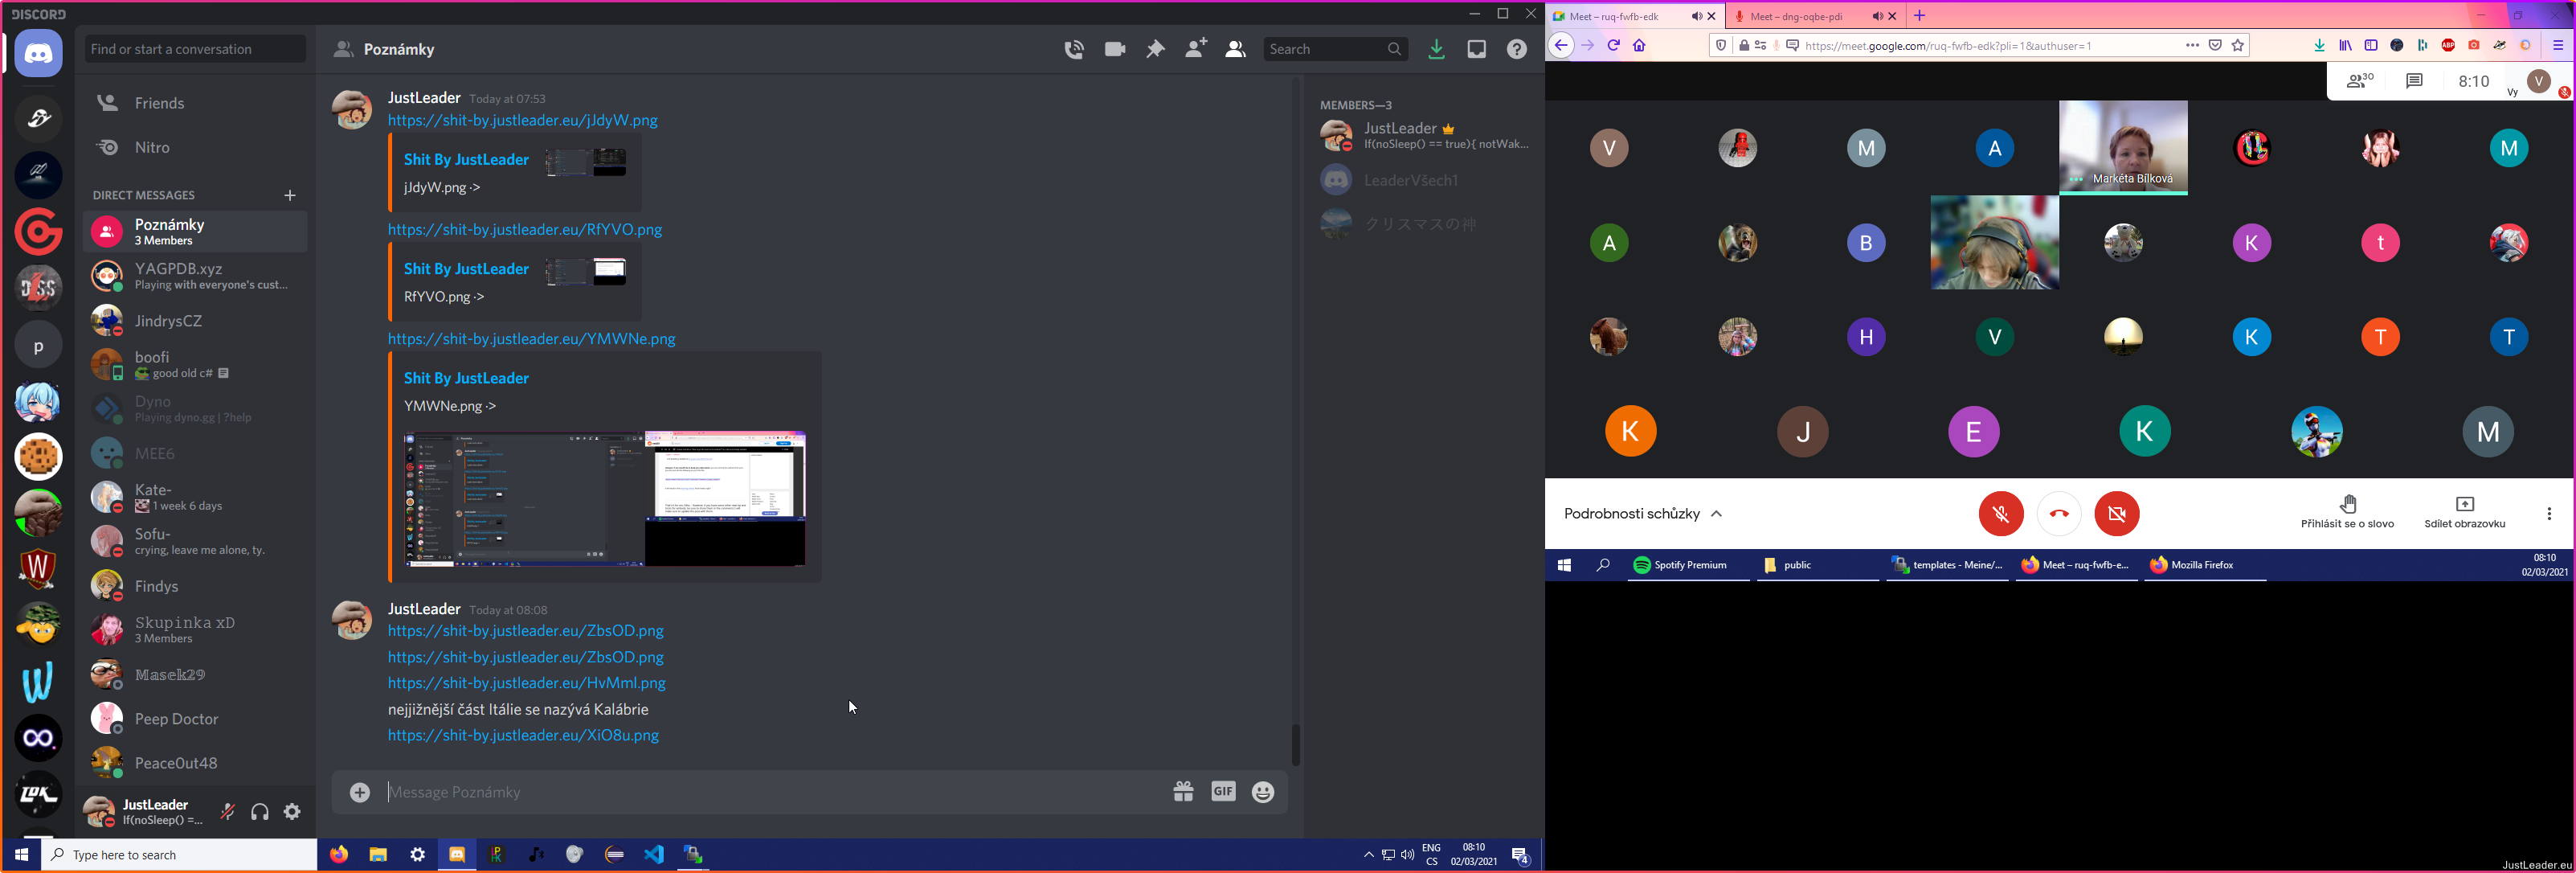 DISCORD
Find or start a conversation
Friends
Nitro
DIRECT MESSAGES
Poznámky
3 Members
YAGPDB.xyz
Playing with everyone's cust...
JindrysCZ
boofi
good old c#
Dyno
Playing dyno.gg | ?help
MEE6
Kate-
1 week 6 days
Sofu-
crying, leave me alone, ty.
Findys
Skupinka xD
3 Members
Masek29
Peep Doctor
Peace0ut48
JustLeader
If(noSleep() =...
p
Poznámky
Search
JustLeader Today at 07:53
https://shit-by.justleader.eu/jJdyW.png
Shit By JustLeader
jJdyW.png ->
https://shit-by.justleader.eu/RfYVO.png
Shit By JustLeader
RfYVO.png ->
https://shit-by.justleader.eu/YMWNe.png
Shit By JustLeader
YMWNe.png ->
JustLeader Today at 08:08
https://shit-by.justleader.eu/ZbsOD.png
https://shit-by.justleader.eu/ZbsOD.png
https://shit-by.justleader.eu/HvMml.png
nejjižnější část Itálie se nazývá Kalábrie
https://shit-by.justleader.eu/XiO8u.png
Message Poznámky
GIF
MEMBERS—3
JustLeader
If(noSleep() == true){ notWak...
LeaderVšech1
クリスマスの神
Type here to search
ENG
CS
08:10
02/03/2021
4
Meet – ruq-fwfb-edk
Meet – dng-oqbe-pdi
https://meet.google.com/ruq-fwfb-edk?pli=1&authuser=1
ABP
30
8:10
Vy
V
V
M
A
Markéta Bílková
M
A
B
K
t
H
V
K
T
T
K
J
E
K
M
Podrobnosti schůzky
Přihlásit se o slovo
Sdílet obrazovku
Spotify Premium
public
templates - Meine/...
Meet – ruq-fwfb-e...
Mozilla Firefox
08:10
02/03/2021
JustLeader.eu